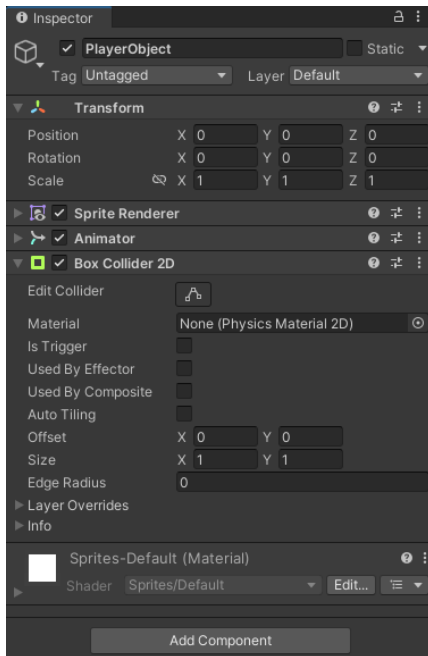 Inspector
PlayerObject Static
Tag Untagged Layer Default
Transform
Position X 0 Y 0 Z 0
Rotation X 0 Y 0 Z 0
Scale X 1 Y 1 Z 1
Sprite Renderer
Animator
Box Collider 2D
Edit Collider
Material None (Physics Material 2D)
Is Trigger
Used By Effector
Used By Composite
Auto Tiling
Offset X 0 Y 0
Size X 1 Y 1
Edge Radius 0
Layer Overrides
Info
Sprites-Default (Material)
Shader Sprites/Default Edit...
Add Component